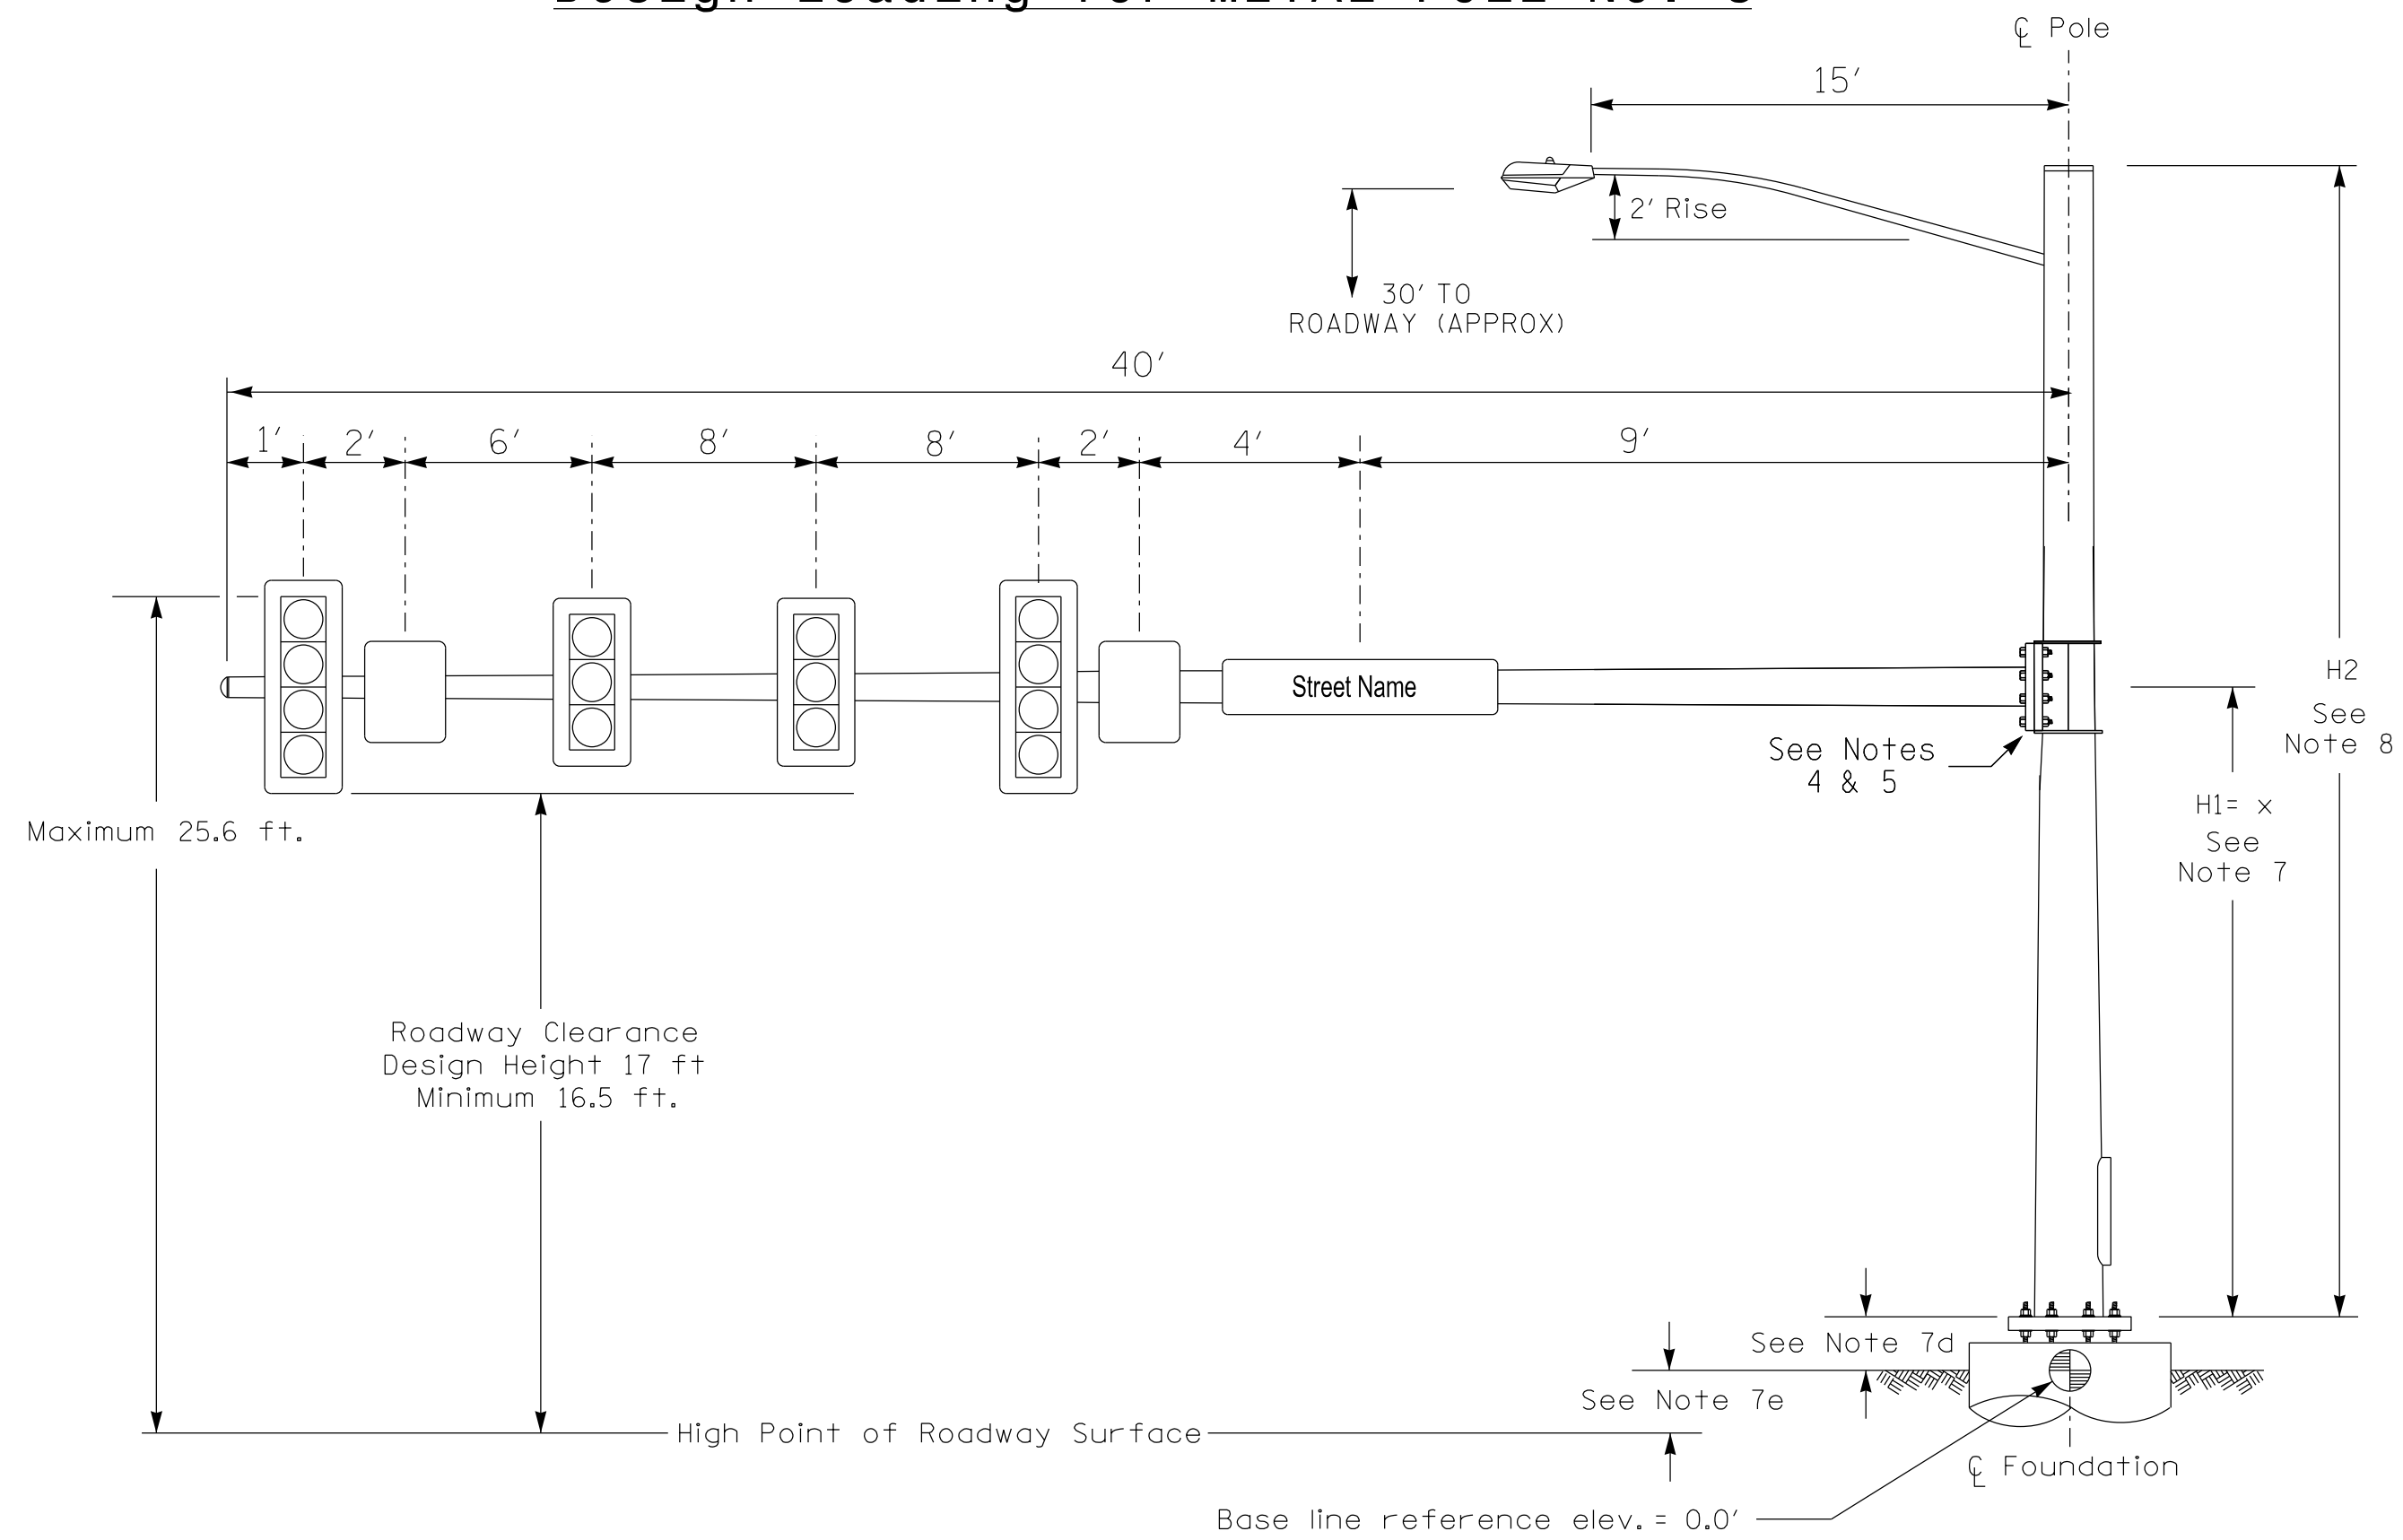 ℄ Pole
15'
2' Rise
30' TO
ROADWAY (APPROX)
40'
1' 2' 6' 8' 8' 2' 4' 9'
Street Name
See Notes
4 & 5
H2
See
Note 8
H1= x
See
Note 7
Maximum 25.6 ft.
Roadway Clearance
Design Height 17 ft
Minimum 16.5 ft.
See Note 7d
See Note 7e
High Point of Roadway Surface
℄ Foundation
Base line reference elev. = 0.0'